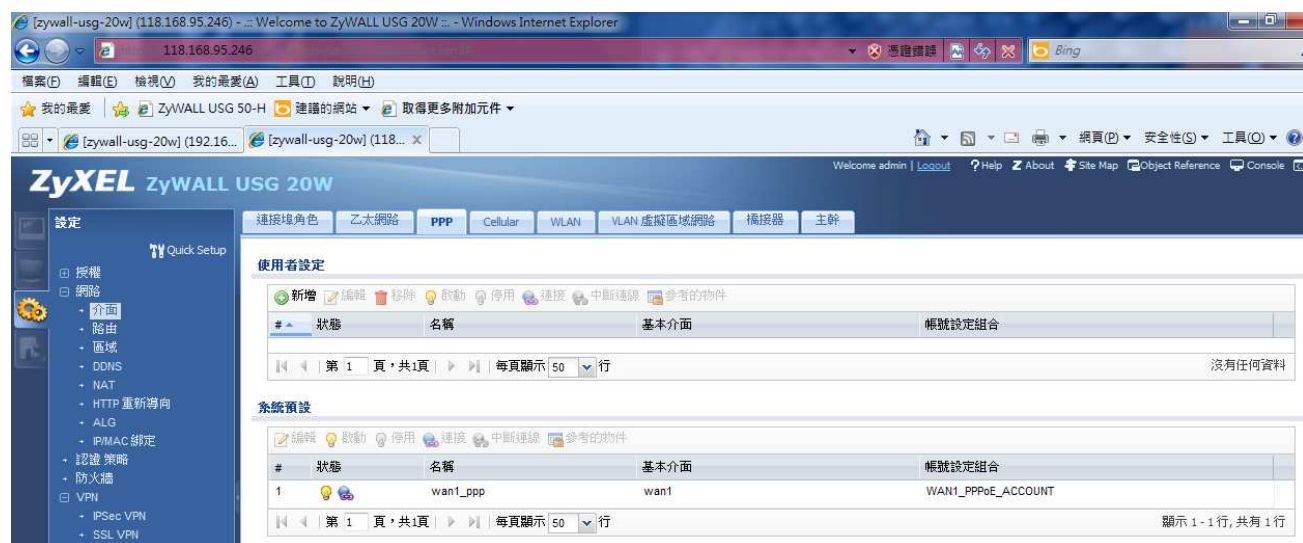 [zywall-usg-20w] (118.168.95.246) - .:: Welcome to ZyWALL USG 20W ::. - Windows Internet Explorer
118.168.95.246 憑證錯誤 Bing
檔案(F) 編輯(E) 檢視(V) 我的最愛(A) 工具(T) 說明(H)
我的最愛 ZyWALL USG 50-H 建議的網站 取得更多附加元件
[zywall-usg-20w] (192.16... [zywall-usg-20w] (118... X 網頁(P) 安全性(S) 工具(O)
ZyXEL ZyWALL USG 20W Welcome admin | Logout ?Help Z About Site Map Object Reference Console
設定 連接埠角色 乙太網路 PPP Cellular WLAN VLAN 虛擬區域網路 橋接器 主幹
Quick Setup
授權
網路
介面
路由
區域
DDNS
NAT
HTTP 重新導向
ALG
IP/MAC 綁定
認證 策略
防火牆
VPN
IPSec VPN
SSL VPN
使用者設定
新增 編輯 移除 啟動 停用 連接 中斷連線 參考的物件
# 狀態 名稱 基本介面 帳號設定組合
第 1 頁，共1頁 每頁顯示 50 行 沒有任何資料
系統預設
編輯 啟動 停用 連接 中斷連線 參考的物件
# 狀態 名稱 基本介面 帳號設定組合
1 wan1_ppp wan1 WAN1_PPPoE_ACCOUNT
第 1 頁，共1頁 每頁顯示 50 行 顯示 1 - 1行, 共有 1行